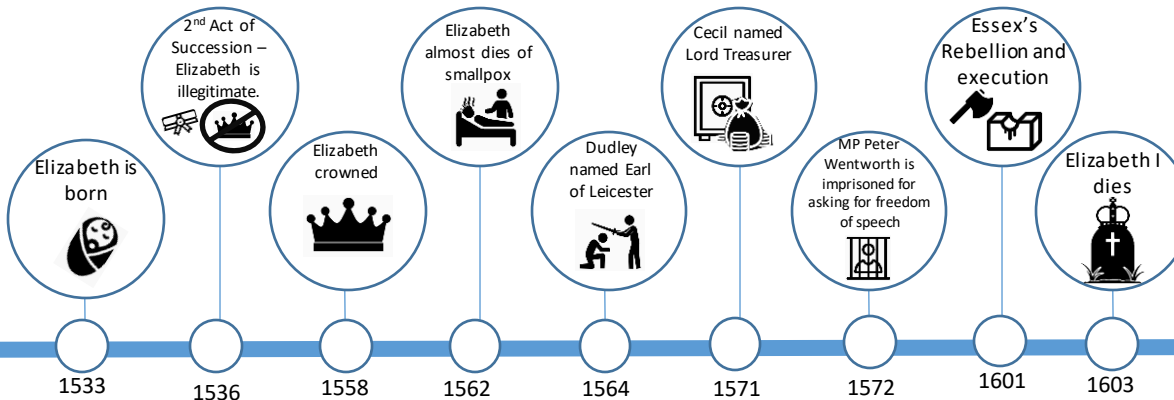 Elizabeth is
born
2nd Act of
Succession –
Elizabeth is
illegitimate.
Elizabeth
crowned
Elizabeth
almost dies of
smallpox
Dudley
named Earl
of Leicester
Cecil named
Lord Treasurer
MP Peter
Wentworth is
imprisoned for
asking for freedom
of speech
Essex's
Rebellion and
execution
Elizabeth I
dies
1533
1536
1558
1562
1564
1571
1572
1601
1603